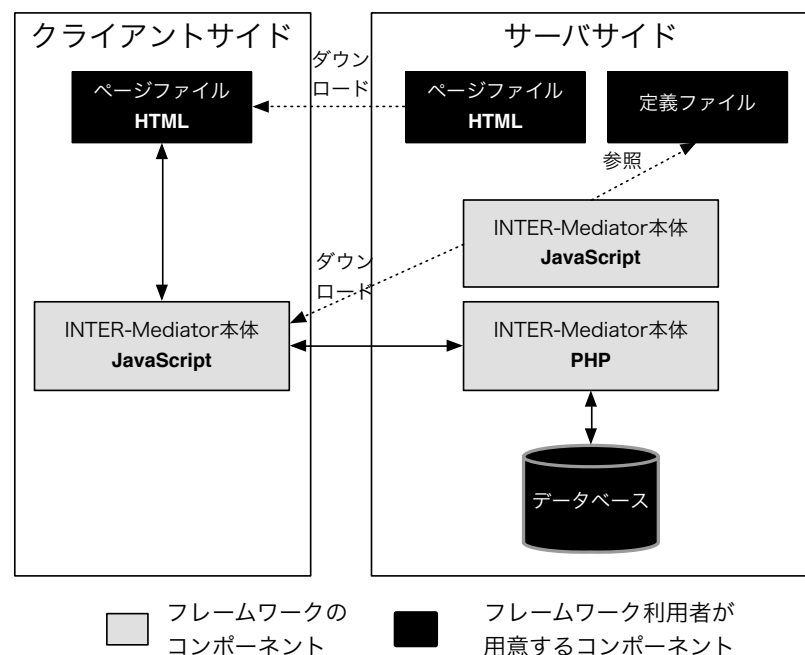 クライアントサイド
サーバサイド
ダウン
ロード
ページファイル
HTML
ページファイル
HTML
定義ファイル
参照
INTER-Mediator本体
JavaScript
ダウン
ロード
INTER-Mediator本体
JavaScript
INTER-Mediator本体
PHP
データベース
フレームワークの
コンポーネント
フレームワーク利用者が
用意するコンポーネント